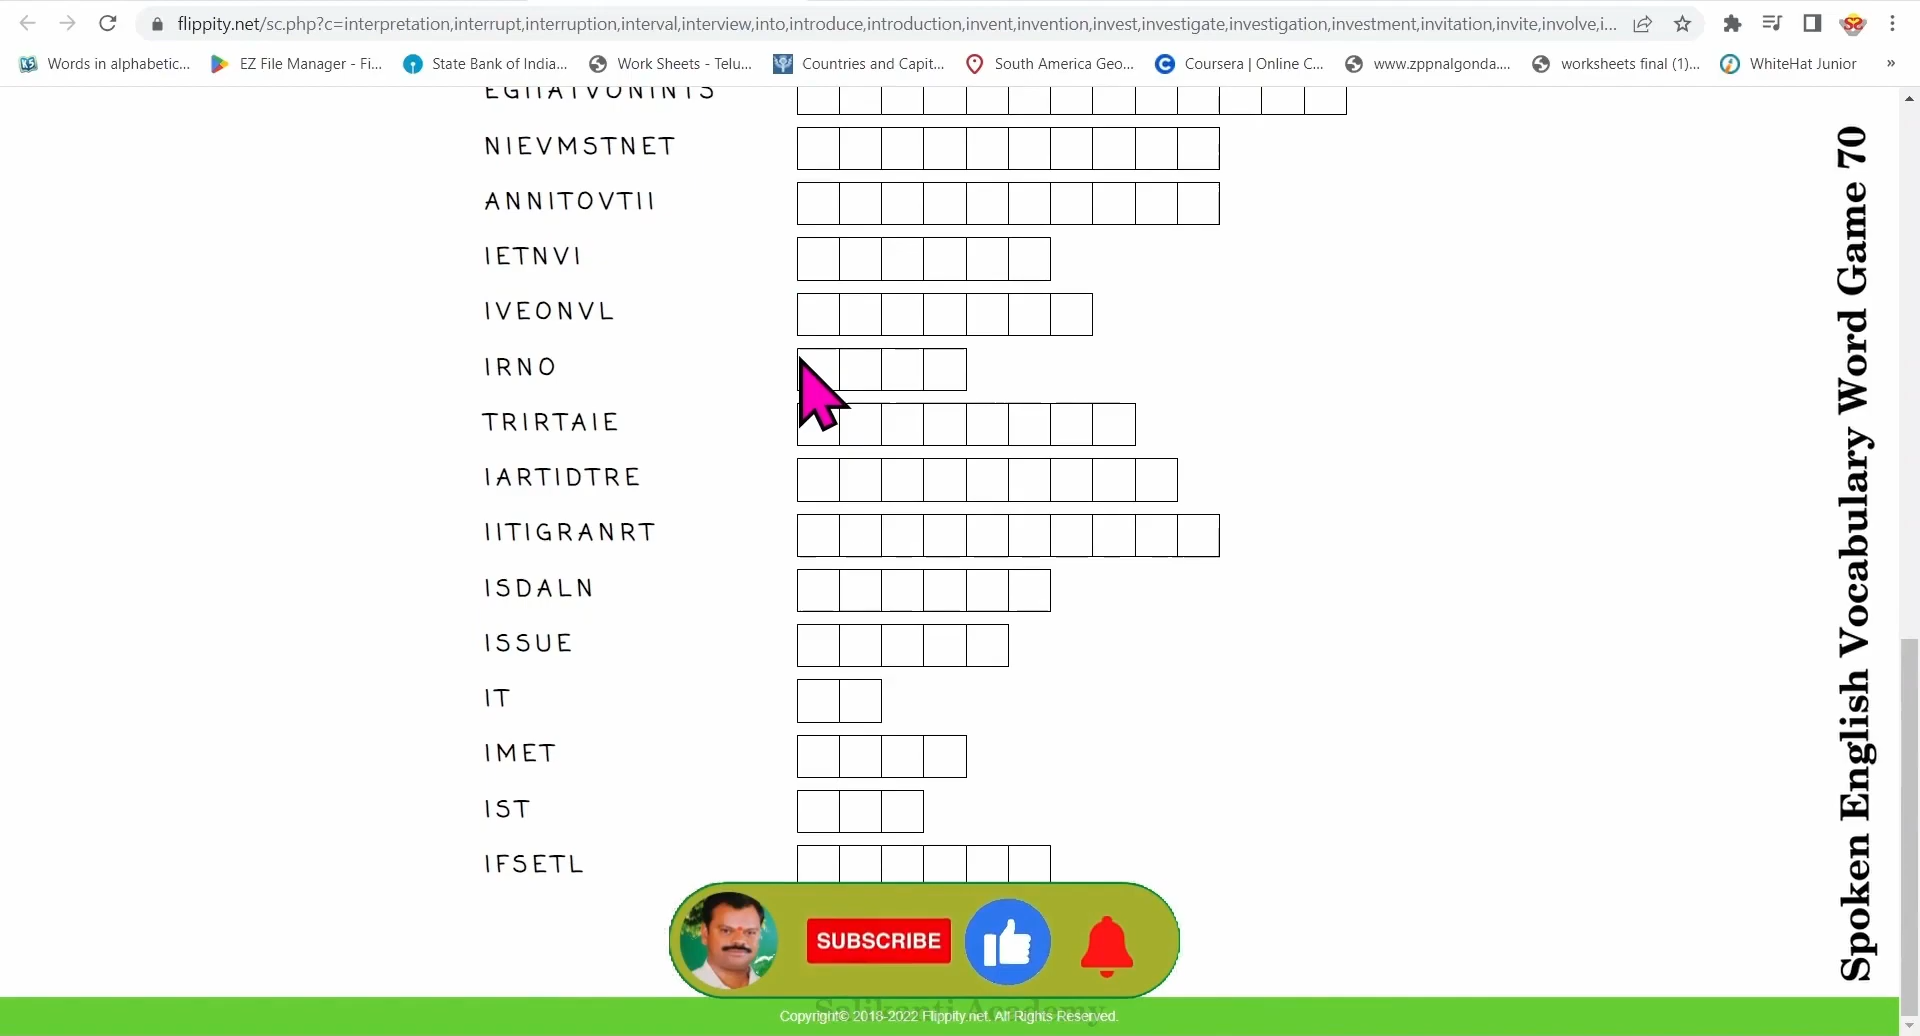 flippity.net/sc.php?c=interpretation,interrupt,interruption,interval,interview,into,introduce,introduction,invent,invention,invest,investigate,investigation,investment,invitation,invite,involve,i...
Words in alphabetic... EZ File Manager - Fi... State Bank of India... Work Sheets - Telu... Countries and Capit... South America Geo... Coursera | Online C... www.zppnalgonda.... worksheets final (1)... WhiteHat Junior »
NIEVMSTNET
ANNITOVTII
IETNVI
IVEONVL
IRNO
TRIRTAIE
IARTIDTRE
IITIGRANRT
ISDALN
ISSUE
IT
IMET
IST
IFSETL
SUBSCRIBE
Salikanti Academy
Copyright© 2018-2022 Flippity.net. All Rights Reserved.
Spoken English Vocabulary Word Game 70